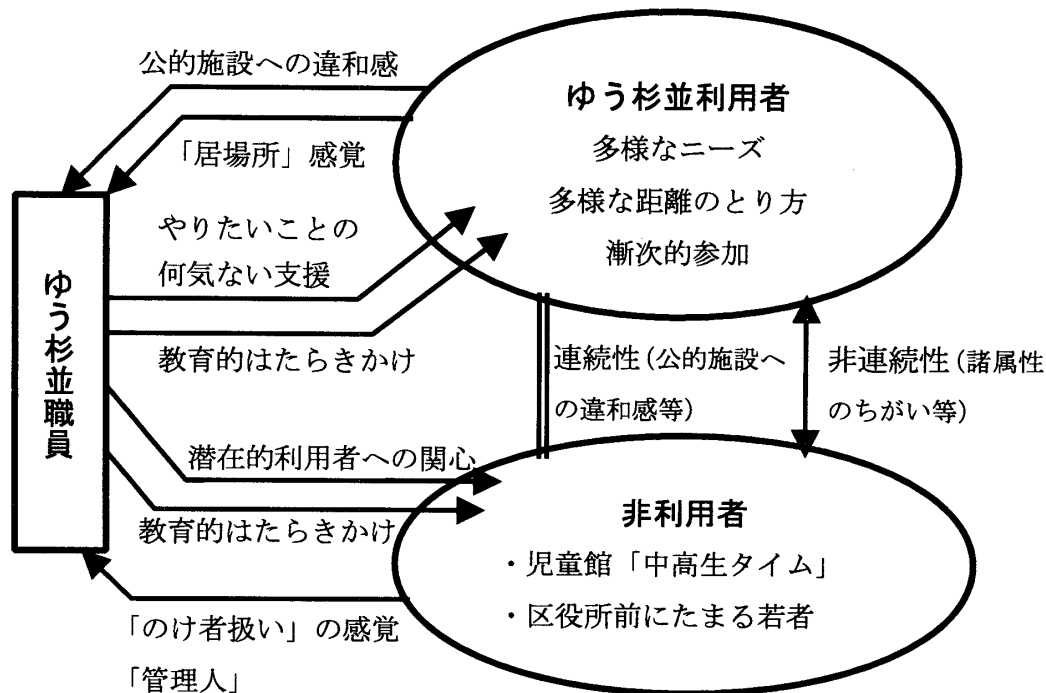 公的施設への違和感
「居場所」感覚
やりたいことの
何気ない支援
教育的はたらきかけ
ゆう杉並職員
潜在的利用者への関心
教育的はたらきかけ
「のけ者扱い」の感覚
「管理人」
ゆう杉並利用者
多様なニーズ
多様な距離のとり方
漸次的参加
連続性(公的施設へ
の違和感等)
非連続性(諸属性
のちがい等)
非利用者
・児童館「中高生タイム」
・区役所前にたまる若者